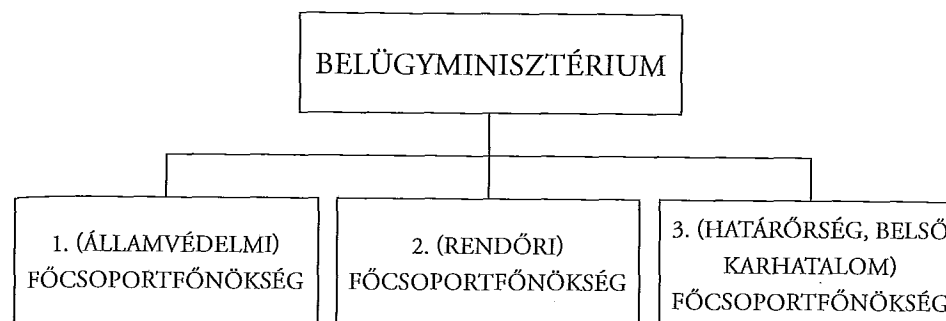 BELÜGYMINISZTÉRIUM
1. (ÁLLAMVÉDELMI)
FŐCSOPORTFŐNÖKSÉG
2. (RENDŐRI)
FŐCSOPORTFŐNÖKSÉG
3. (HATÁRŐRSÉG, BELSŐ
KARHATALOM)
FŐCSOPORTFŐNÖKSÉG